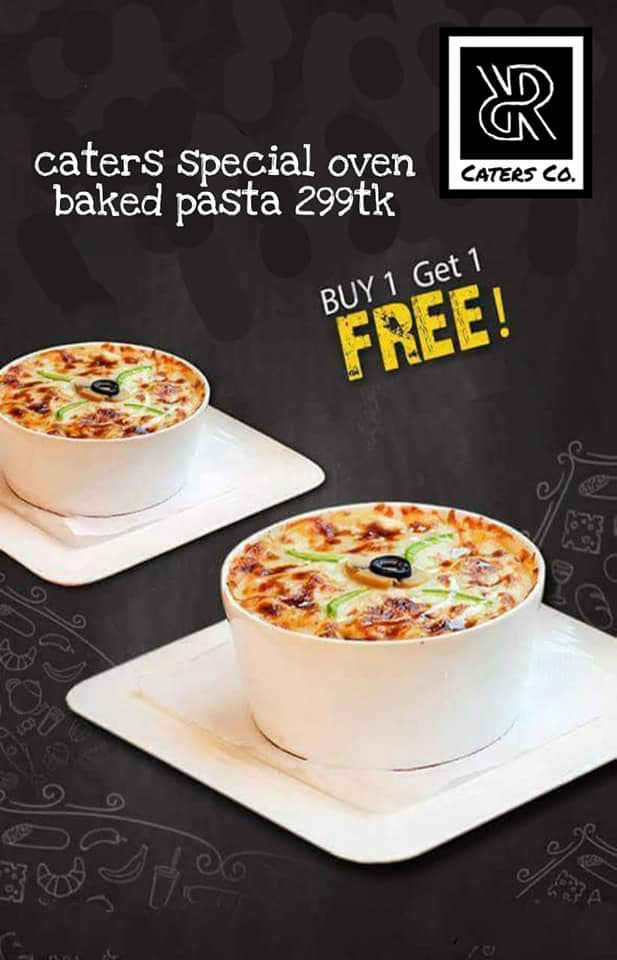 CATERS CO.
caters special oven
baked pasta 299tk
BUY 1 Get 1
FREE!